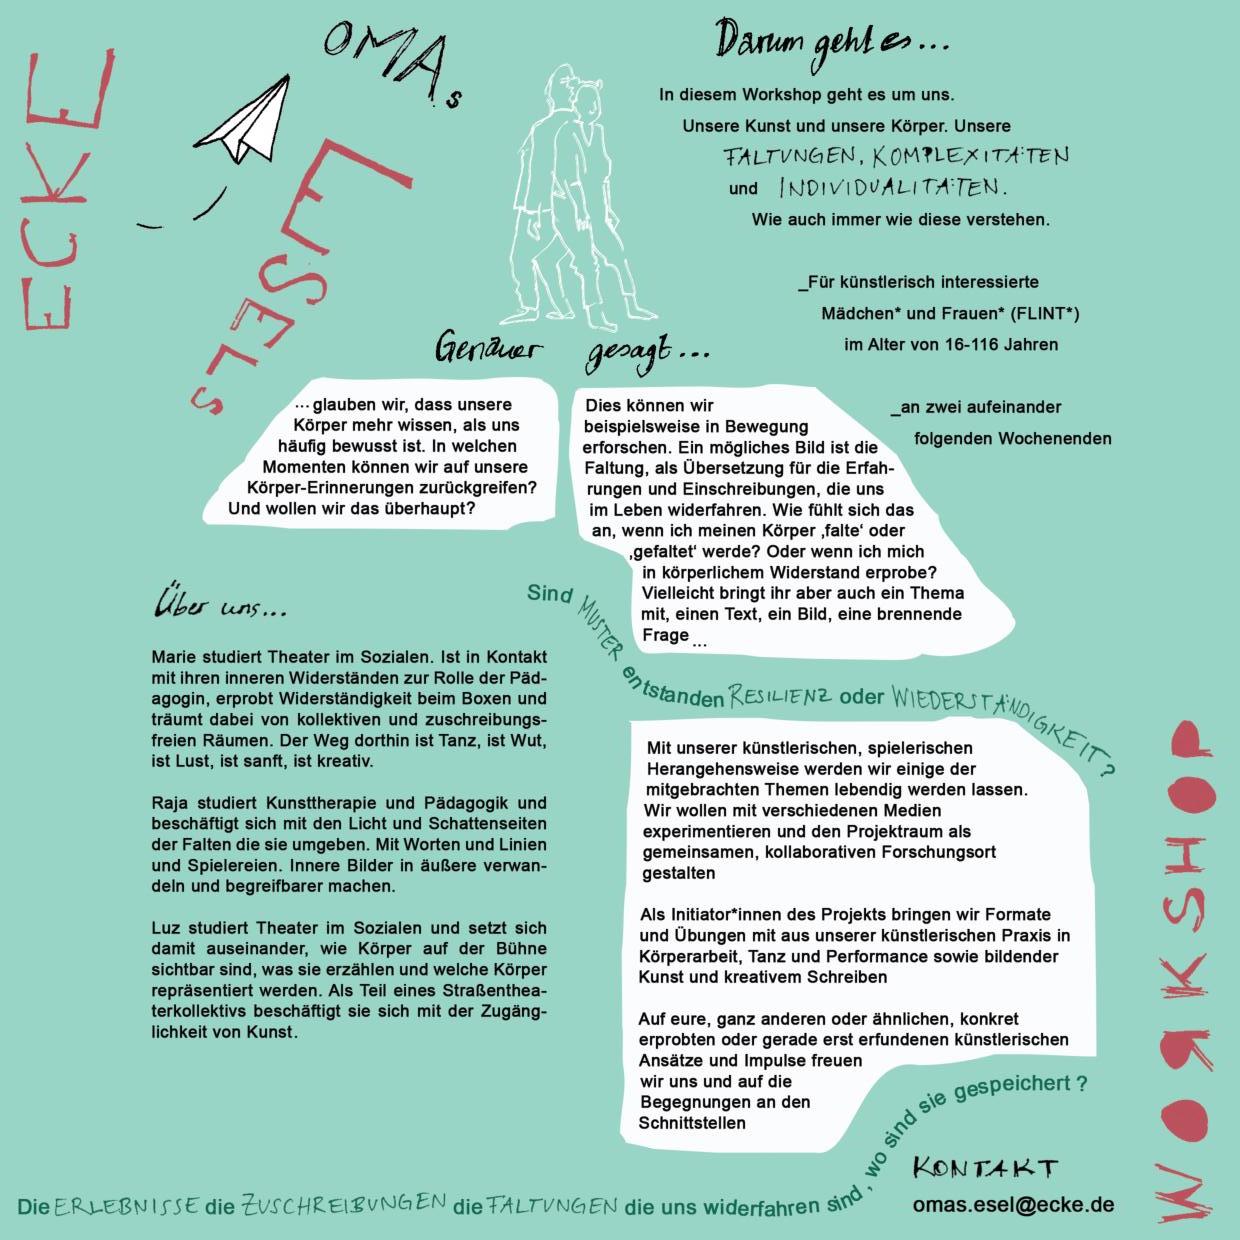 OMAs
ESELs
ECKE
Darum geht es...
In diesem Workshop geht es um uns.
Unsere Kunst und unsere Körper. Unsere
FALTUNGEN, KOMPLEXITÄTEN
und INDIVIDUALITÄTEN.
Wie auch immer wie diese verstehen.
_Für künstlerisch interessierte
Mädchen* und Frauen* (FLINT*)
im Alter von 16-116 Jahren
_an zwei aufeinander
folgenden Wochenenden
Genauer gesagt...
...glauben wir, dass unsere
Körper mehr wissen, als uns
häufig bewusst ist. In welchen
Momenten können wir auf unsere
Körper-Erinnerungen zurückgreifen?
Und wollen wir das überhaupt?
Dies können wir
beispielsweise in Bewegung
erforschen. Ein mögliches Bild ist die
Faltung, als Übersetzung für die Erfah-
rungen und Einschreibungen, die uns
im Leben widerfahren. Wie fühlt sich das
an, wenn ich meinen Körper ‚falte‘ oder
‚gefaltet‘ werde? Oder wenn ich mich
in körperlichem Widerstand erprobe?
Vielleicht bringt ihr aber auch ein Thema
mit, einen Text, ein Bild, eine brennende
Frage ...
Sind MUSTER entstanden RESILIENZ oder WIEDERSTÄNDIGKEIT?
Über uns...
Marie studiert Theater im Sozialen. Ist in Kontakt
mit ihren inneren Widerständen zur Rolle der Päd-
agogin, erprobt Widerständigkeit beim Boxen und
träumt dabei von kollektiven und zuschreibungs-
freien Räumen. Der Weg dorthin ist Tanz, ist Wut,
ist Lust, ist sanft, ist kreativ.
Raja studiert Kunsttherapie und Pädagogik und
beschäftigt sich mit den Licht und Schattenseiten
der Falten die sie umgeben. Mit Worten und Linien
und Spielereien. Innere Bilder in äußere verwan-
deln und begreifbarer machen.
Luz studiert Theater im Sozialen und setzt sich
damit auseinander, wie Körper auf der Bühne
sichtbar sind, was sie erzählen und welche Körper
repräsentiert werden. Als Teil eines Straßenthea-
terkollektivs beschäftigt sie sich mit der Zugäng-
lichkeit von Kunst.
Mit unserer künstlerischen, spielerischen
Herangehensweise werden wir einige der
mitgebrachten Themen lebendig werden lassen.
Wir wollen mit verschiedenen Medien
experimentieren und den Projektraum als
gemeinsamen, kollaborativen Forschungsort
gestalten
Als Initiator*innen des Projekts bringen wir Formate
und Übungen mit aus unserer künstlerischen Praxis in
Körperarbeit, Tanz und Performance sowie bildender
Kunst und kreativem Schreiben
Auf eure, ganz anderen oder ähnlichen, konkret
erprobten oder gerade erst erfundenen künstlerischen
Ansätze und Impulse freuen
wir uns und auf die
Begegnungen an den
Schnittstellen
WORKSHOP
Die ERLEBNISSE die ZUSCHREIBUNGEN die FALTUNGEN die uns widerfahren sind, wo sind sie gespeichert?
KONTAKT
omas.esel@ecke.de